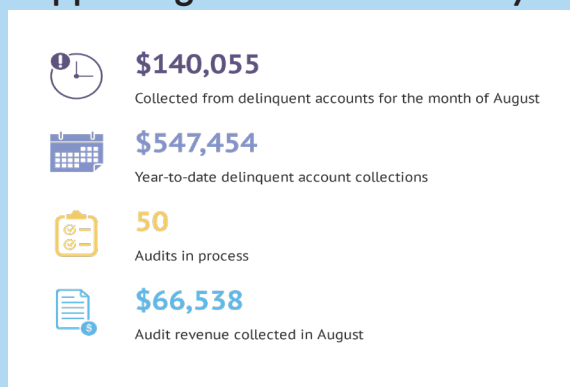 $140,055
Collected from delinquent accounts for the month of August
$547,454
Year-to-date delinquent account collections
50
Audits in process
$66,538
Audit revenue collected in August